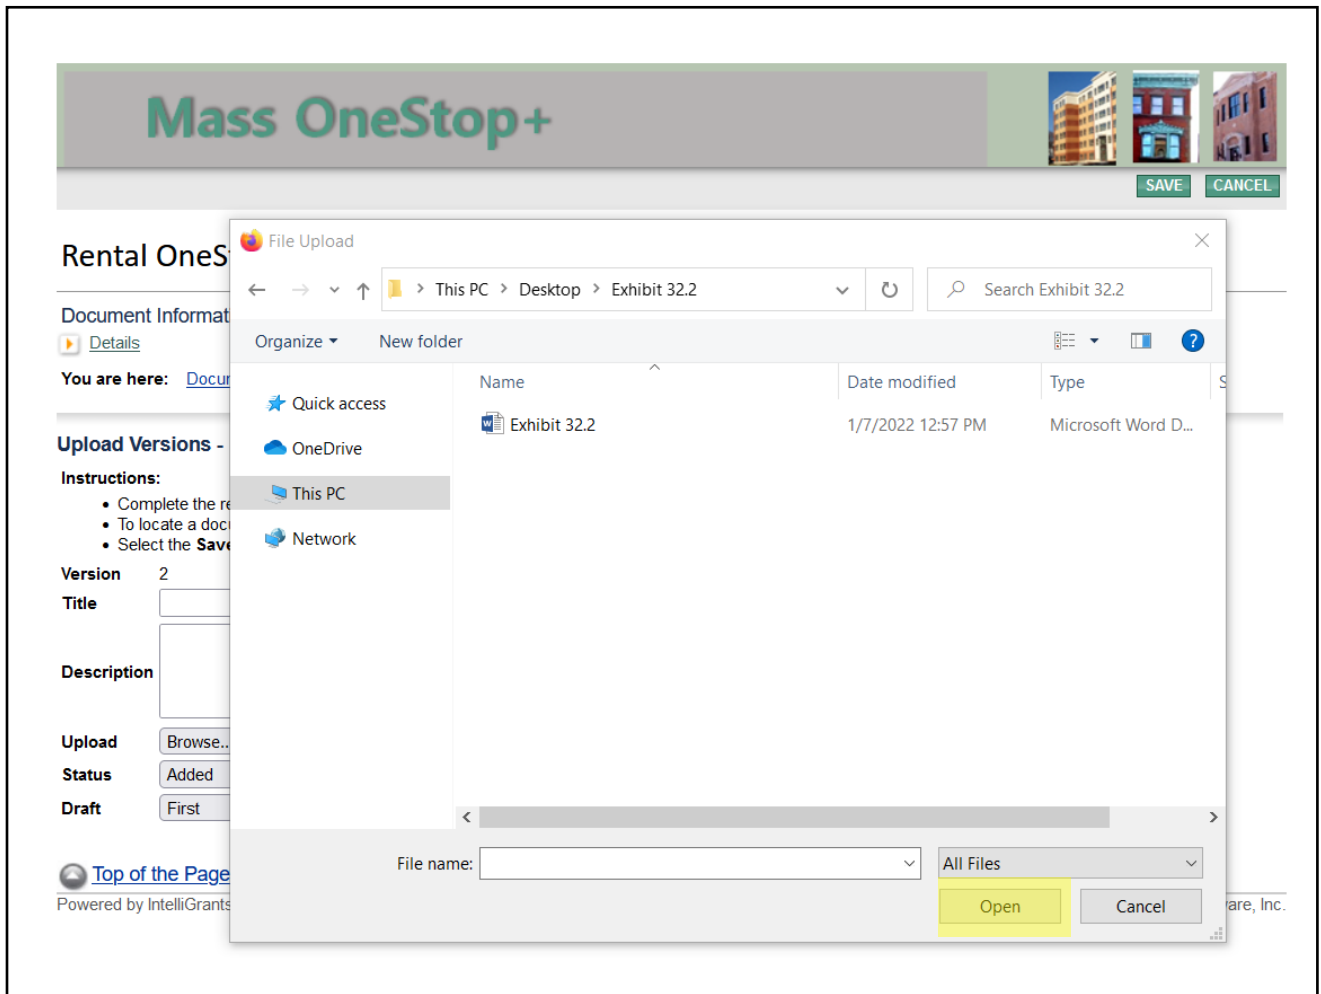 Mass OneStop+
SAVE CANCEL
Rental OneS
File Upload
This PC > Desktop > Exhibit 32.2
Search Exhibit 32.2
Document Informat
Details
Organize New folder
You are here: Docur
Name Date modified Type S
Quick access
Exhibit 32.2 1/7/2022 12:57 PM Microsoft Word D...
OneDrive
This PC
Network
Upload Versions -
Instructions:
• Complete the re
• To locate a docu
• Select the Save
Version 2
Title
Description
Upload Browse..
Status Added
Draft First
File name: All Files
Open Cancel
Top of the Page
Powered by IntelliGrants
ware, Inc.